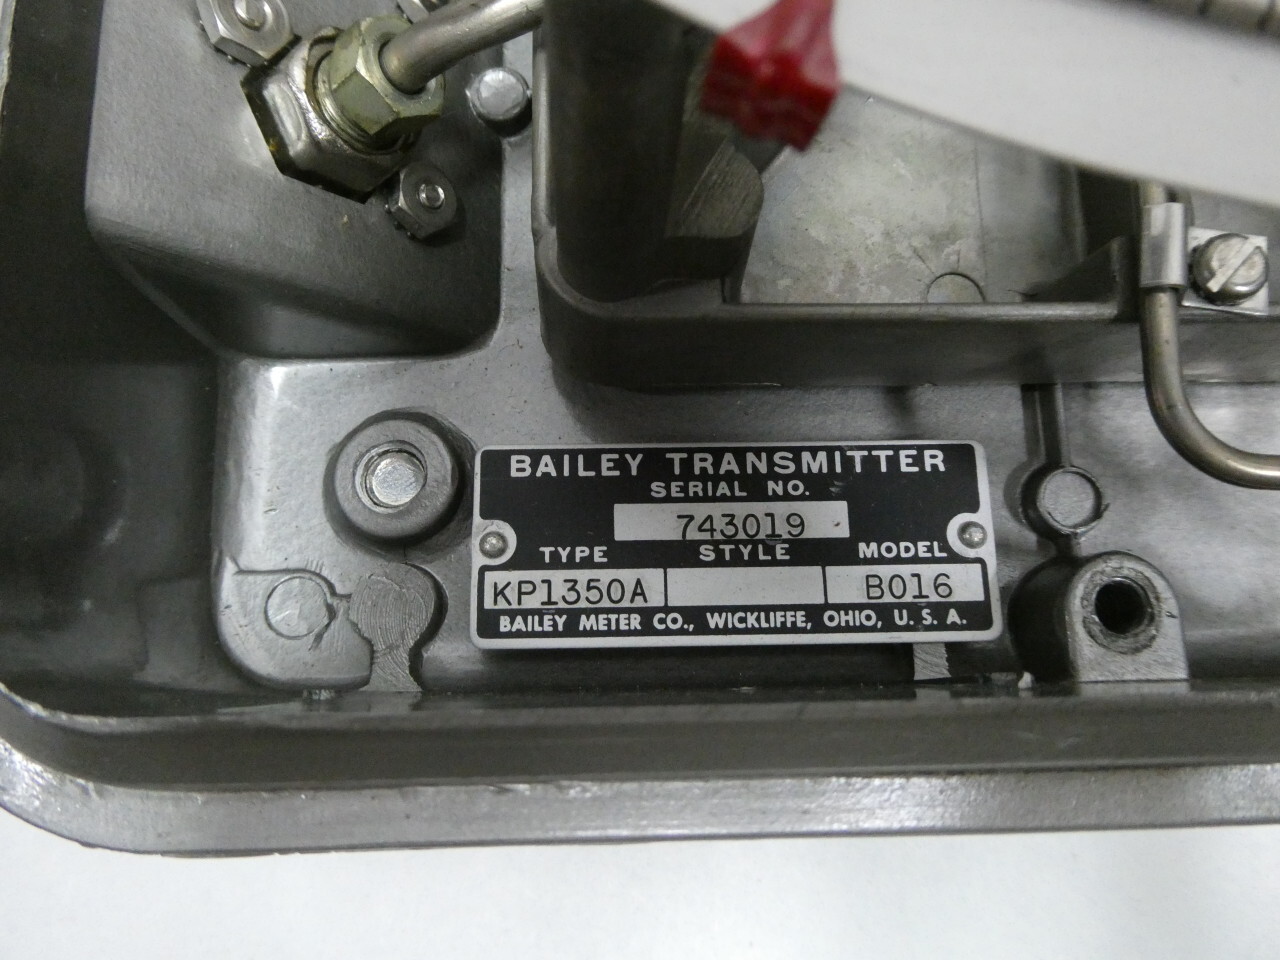 BAILEY TRANSMITTER
SERIAL NO.
743019
TYPE STYLE MODEL
KP1350A B016
BAILEY METER CO., WICKLIFFE, OHIO, U. S. A.